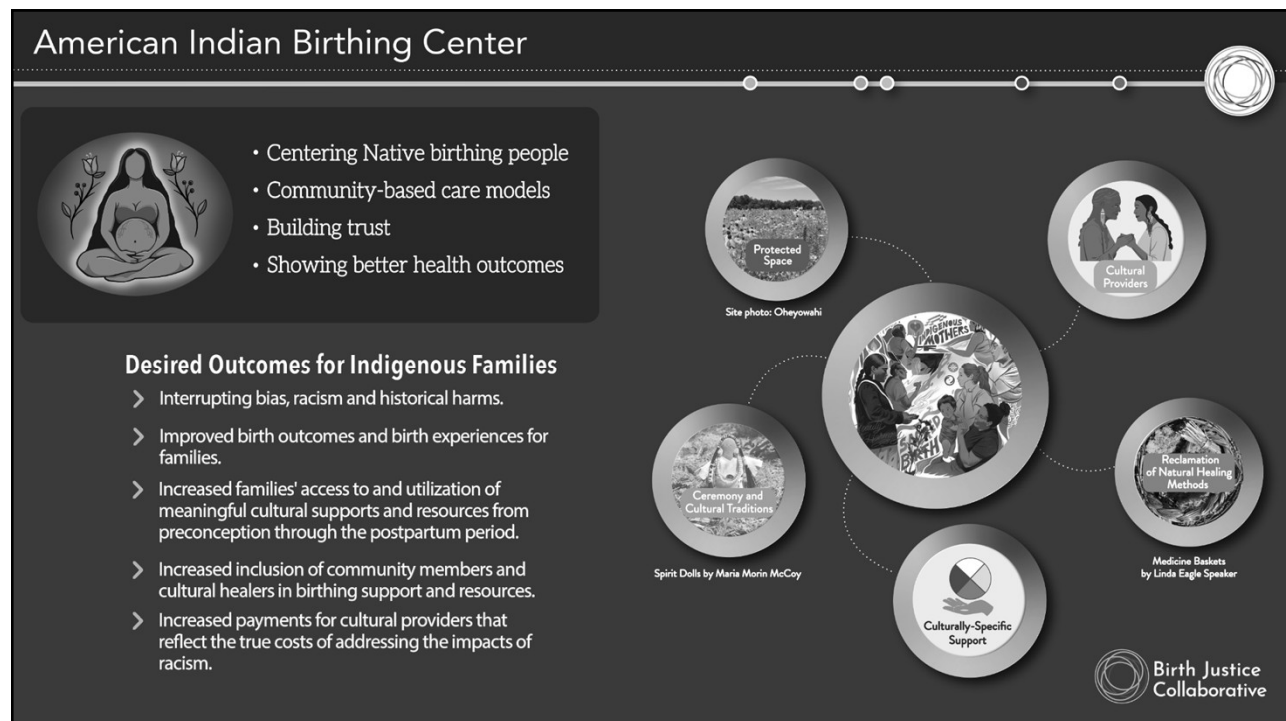 American Indian Birthing Center
• Centering Native birthing people
• Community-based care models
• Building trust
• Showing better health outcomes
Desired Outcomes for Indigenous Families
Interrupting bias, racism and historical harms.
Improved birth outcomes and birth experiences for
families.
Increased families' access to and utilization of
meaningful cultural supports and resources from
preconception through the postpartum period.
Increased inclusion of community members and
cultural healers in birthing support and resources.
Increased payments for cultural providers that
reflect the true costs of addressing the impacts of
racism.
Protected
Space
Site photo: Oheyowahi
Cultural
Providers
INDIGENOUS
MOTHERS
BIRTH
Ceremony and
Cultural Traditions
Spirit Dolls by Maria Morin McCoy
Reclamation
of Natural Healing
Methods
Medicine Baskets
by Linda Eagle Speaker
Culturally-Specific
Support
Birth Justice
Collaborative